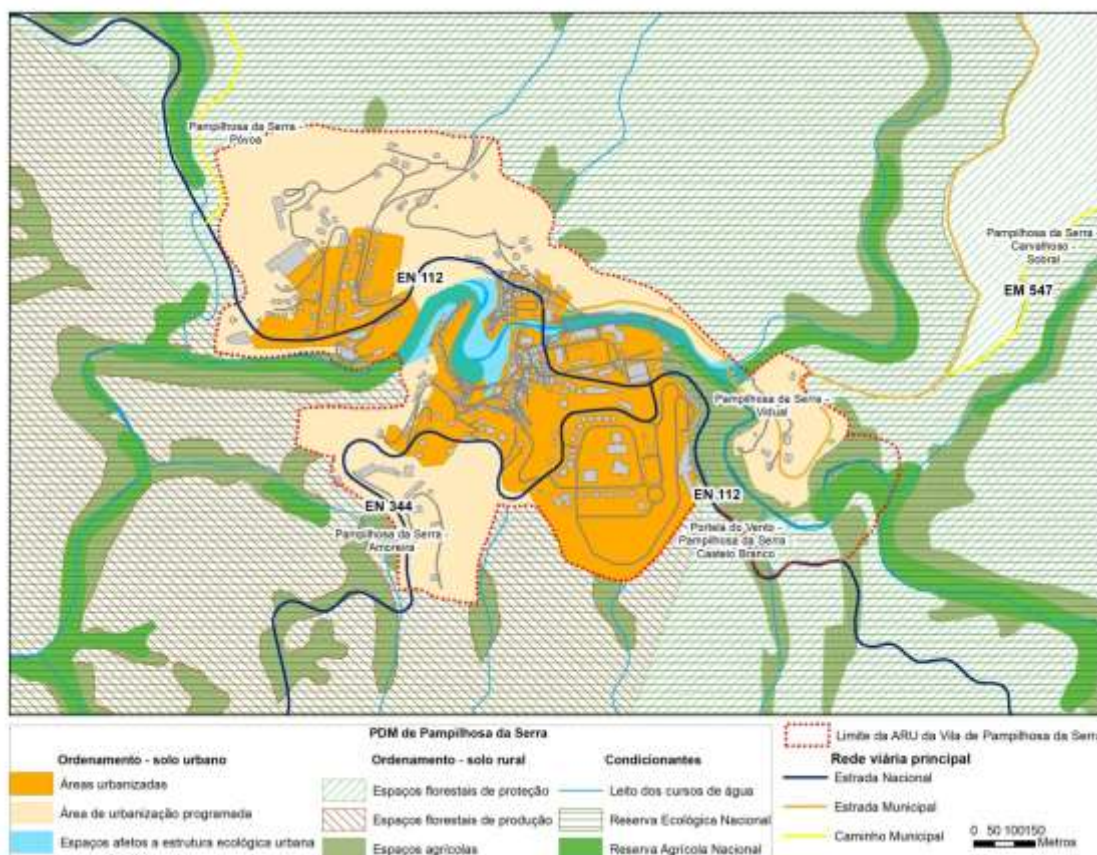 Pampilhosa da Serra -
Póvoa
EN 112
Pampilhosa da Serra -
Carvalhoso -
Sobral
EM 547
Pampilhosa da Serra -
Vidual
EN 344
Pampilhosa da Serra -
Amoreira
EN 112
Portela do Vento -
Pampilhosa da Serra
Castelo Branco
PDM de Pampilhosa da Serra
Ordenamento - solo urbano
Áreas urbanizadas
Área de urbanização programada
Espaços afetos a estrutura ecológica urbana
Ordenamento - solo rural
Espaços florestais de proteção
Espaços florestais de produção
Espaços agrícolas
Condicionantes
Leito dos cursos de água
Reserva Ecológica Nacional
Reserva Agrícola Nacional
Limite da ARU da Vila de Pampilhosa da Serra
Rede viária principal
Estrada Nacional
Estrada Municipal
Caminho Municipal
0 50 100150
Metros